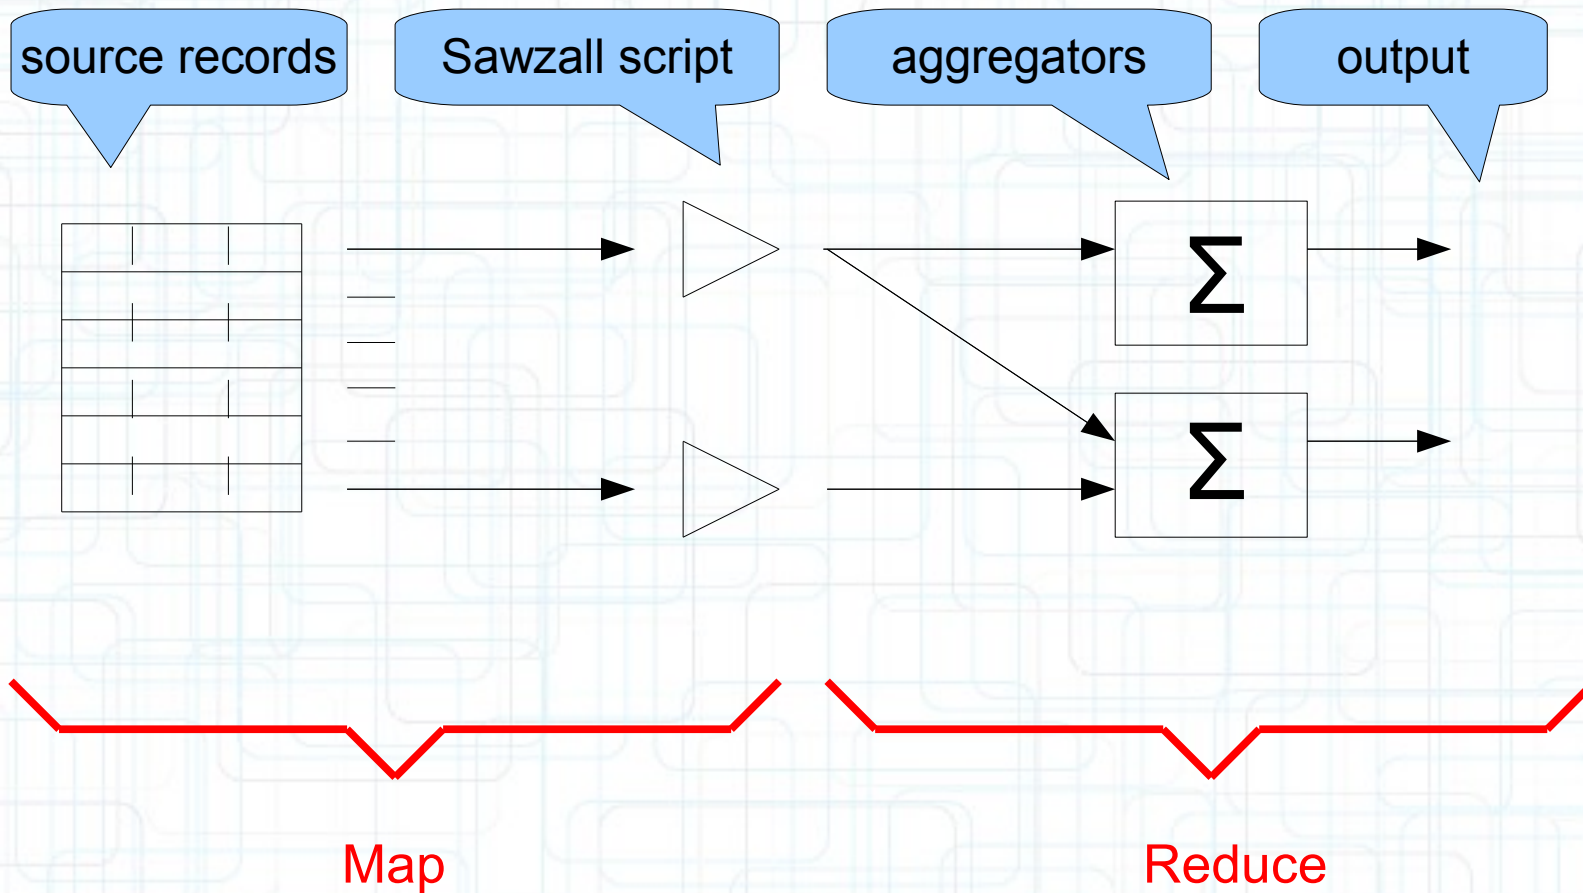 source records
Sawzall script
aggregators
output
Σ
Σ
Map
Reduce